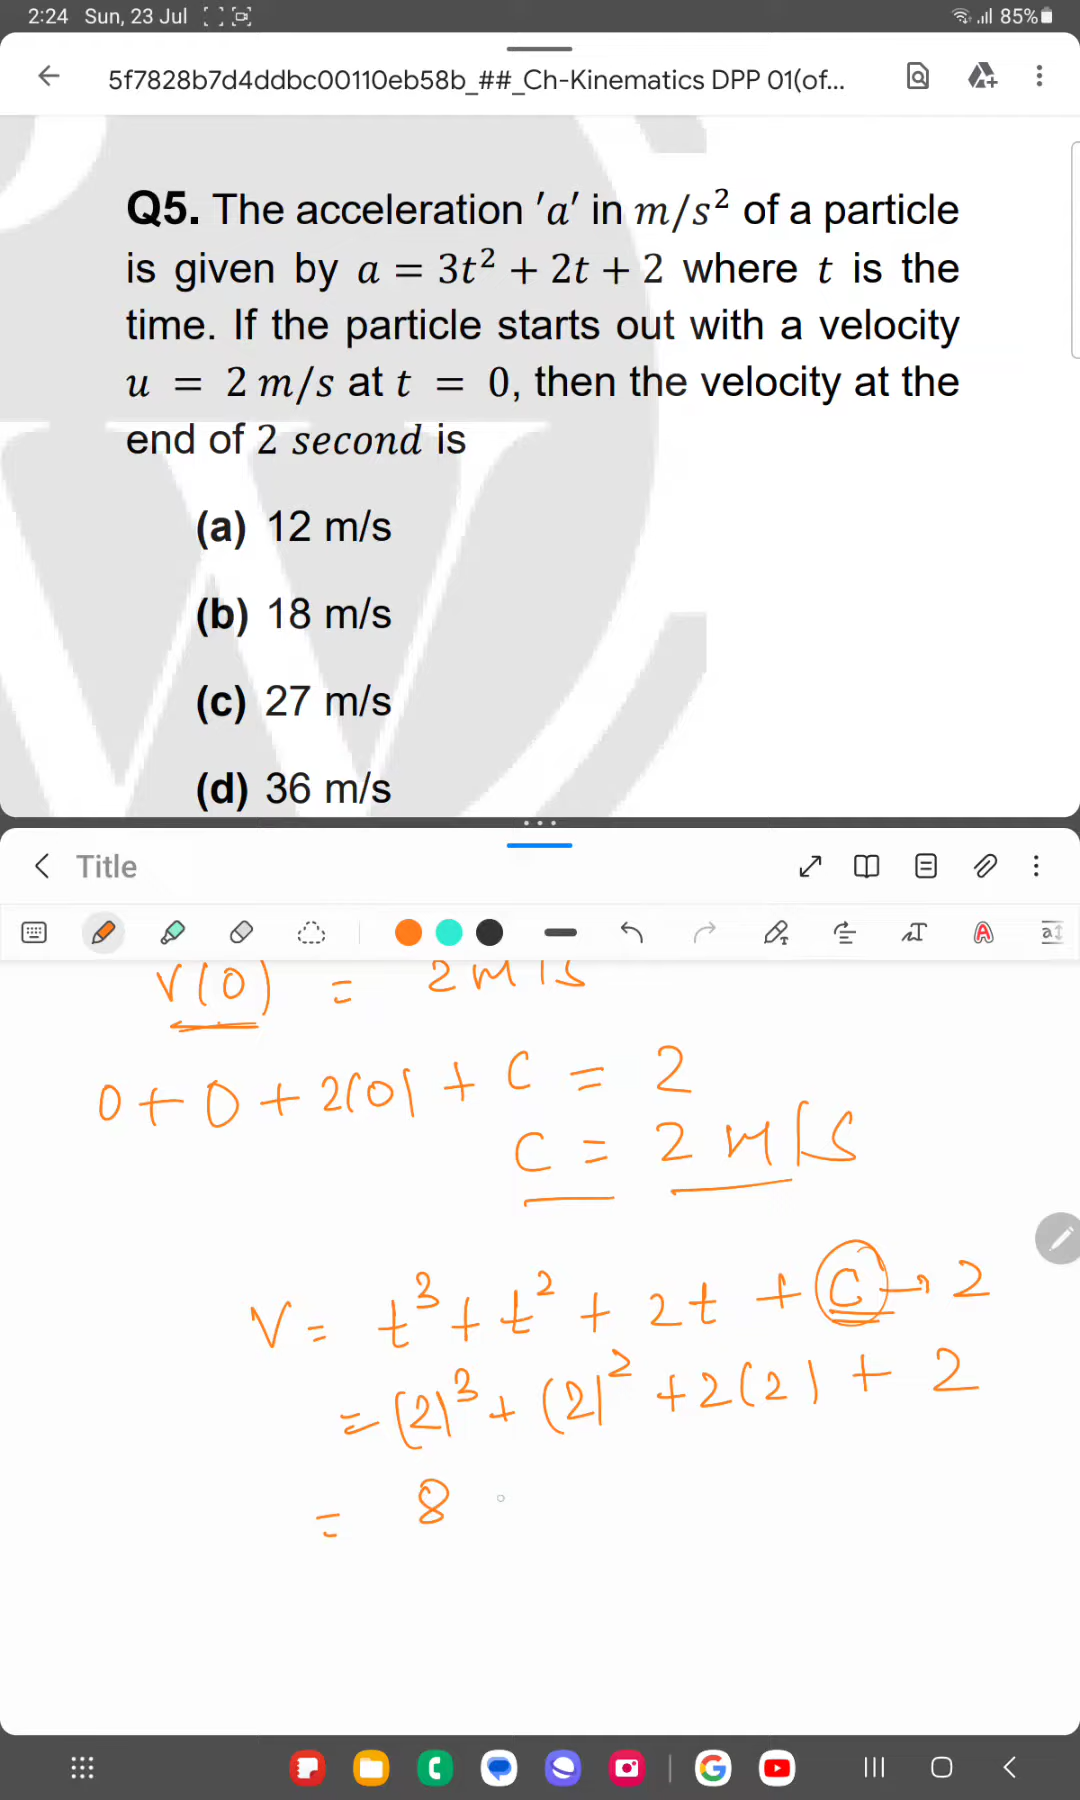 2:24 Sun, 23 Jul 85%
5f7828b7d4ddbc00110eb58b_##_Ch-Kinematics DPP 01(of...
Q5. The acceleration 'a' in m/s² of a particle
is given by a = 3t² + 2t + 2 where t is the
time. If the particle starts out with a velocity
u = 2 m/s at t = 0, then the velocity at the
end of 2 second is
(a) 12 m/s
(b) 18 m/s
(c) 27 m/s
(d) 36 m/s
Title
V(0) = 2 M/S
0 + 0 + 2(0) + C = 2
C = 2 M/S
V = t³ + t² + 2t + C → 2
= (2)³ + (2)² + 2(2) + 2
= 8